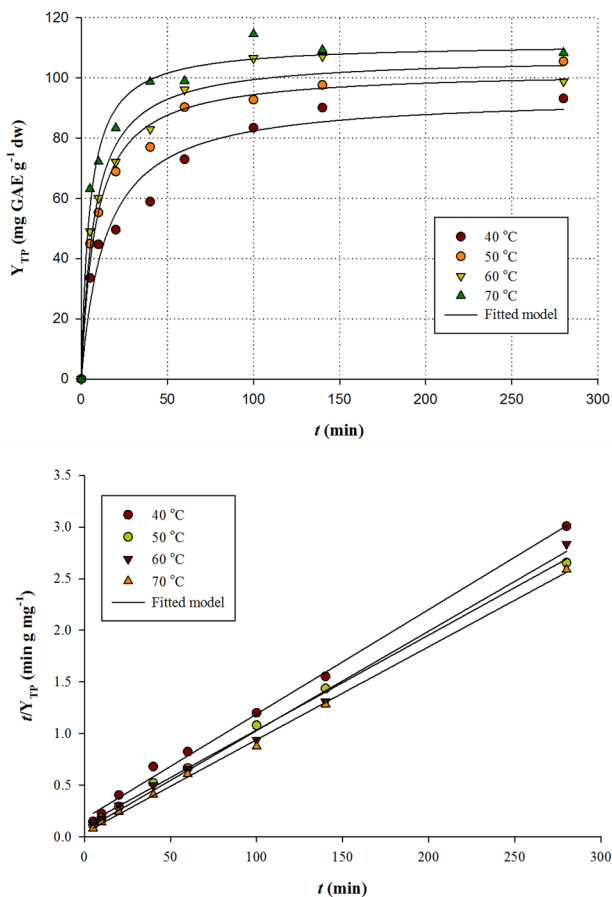 120
100
80
60
40
20
0
Y_TP (mg GAE g⁻¹ dw)
40 °C
50 °C
60 °C
70 °C
Fitted model
0 50 100 150 200 250 300
t (min)
3.5
3.0
2.5
2.0
1.5
1.0
0.5
0.0
t/Y_TP (min g mg⁻¹)
40 °C
50 °C
60 °C
70 °C
Fitted model
0 50 100 150 200 250 300
t (min)